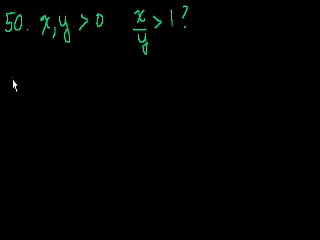 50. x, y > 0 x/y > 1?